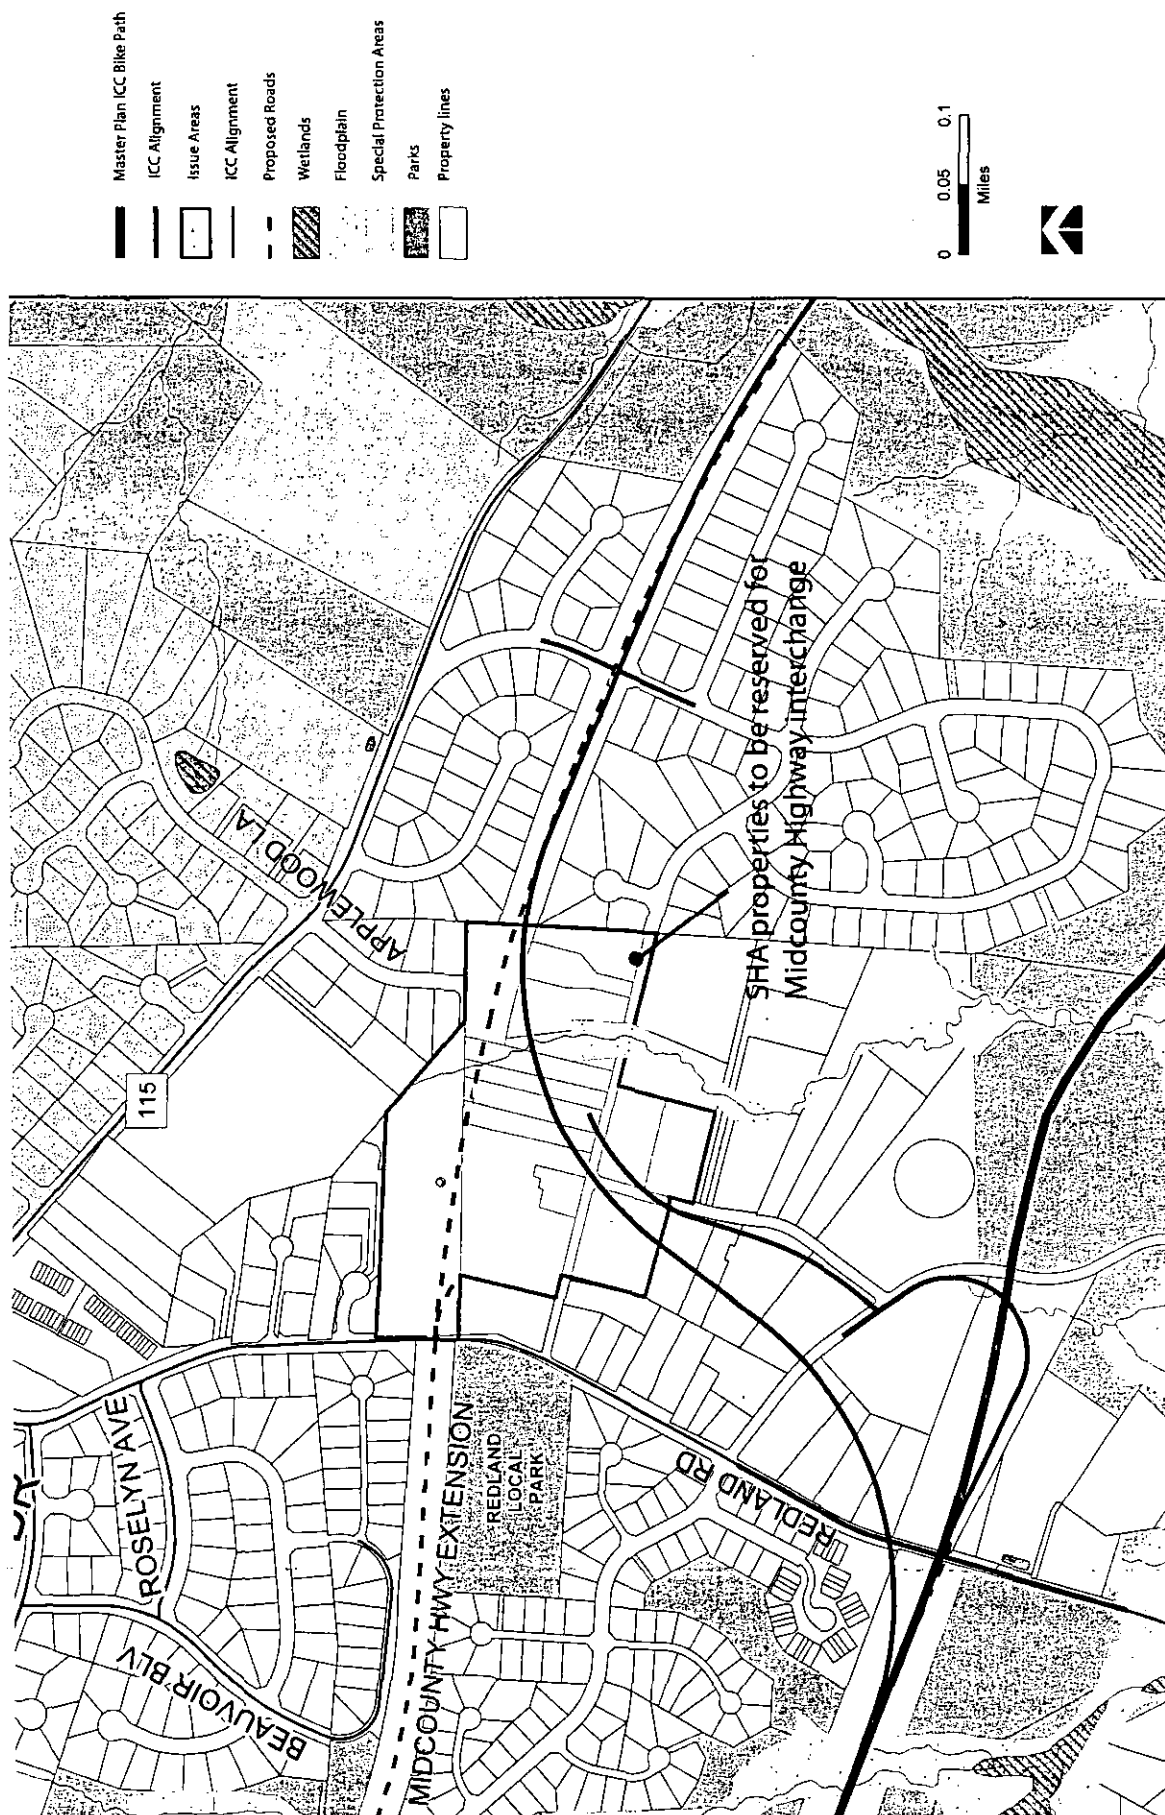 Master Plan ICC Bike Path
ICC Alignment
Issue Areas
ICC Alignment
Proposed Roads
Wetlands
Floodplain
Special Protection Areas
Parks
Property lines
0 0.05 0.1
Miles
115
APPLEWOOD LA
SHA properties to be reserved for
Midcounty Highway interchange
ROSELYN AVE
BEAUVOIR BLV
MIDCOUNTY HWY EXTENSION
REDLAND
LOCAL
PARK
REDLAND RD
REDLAND